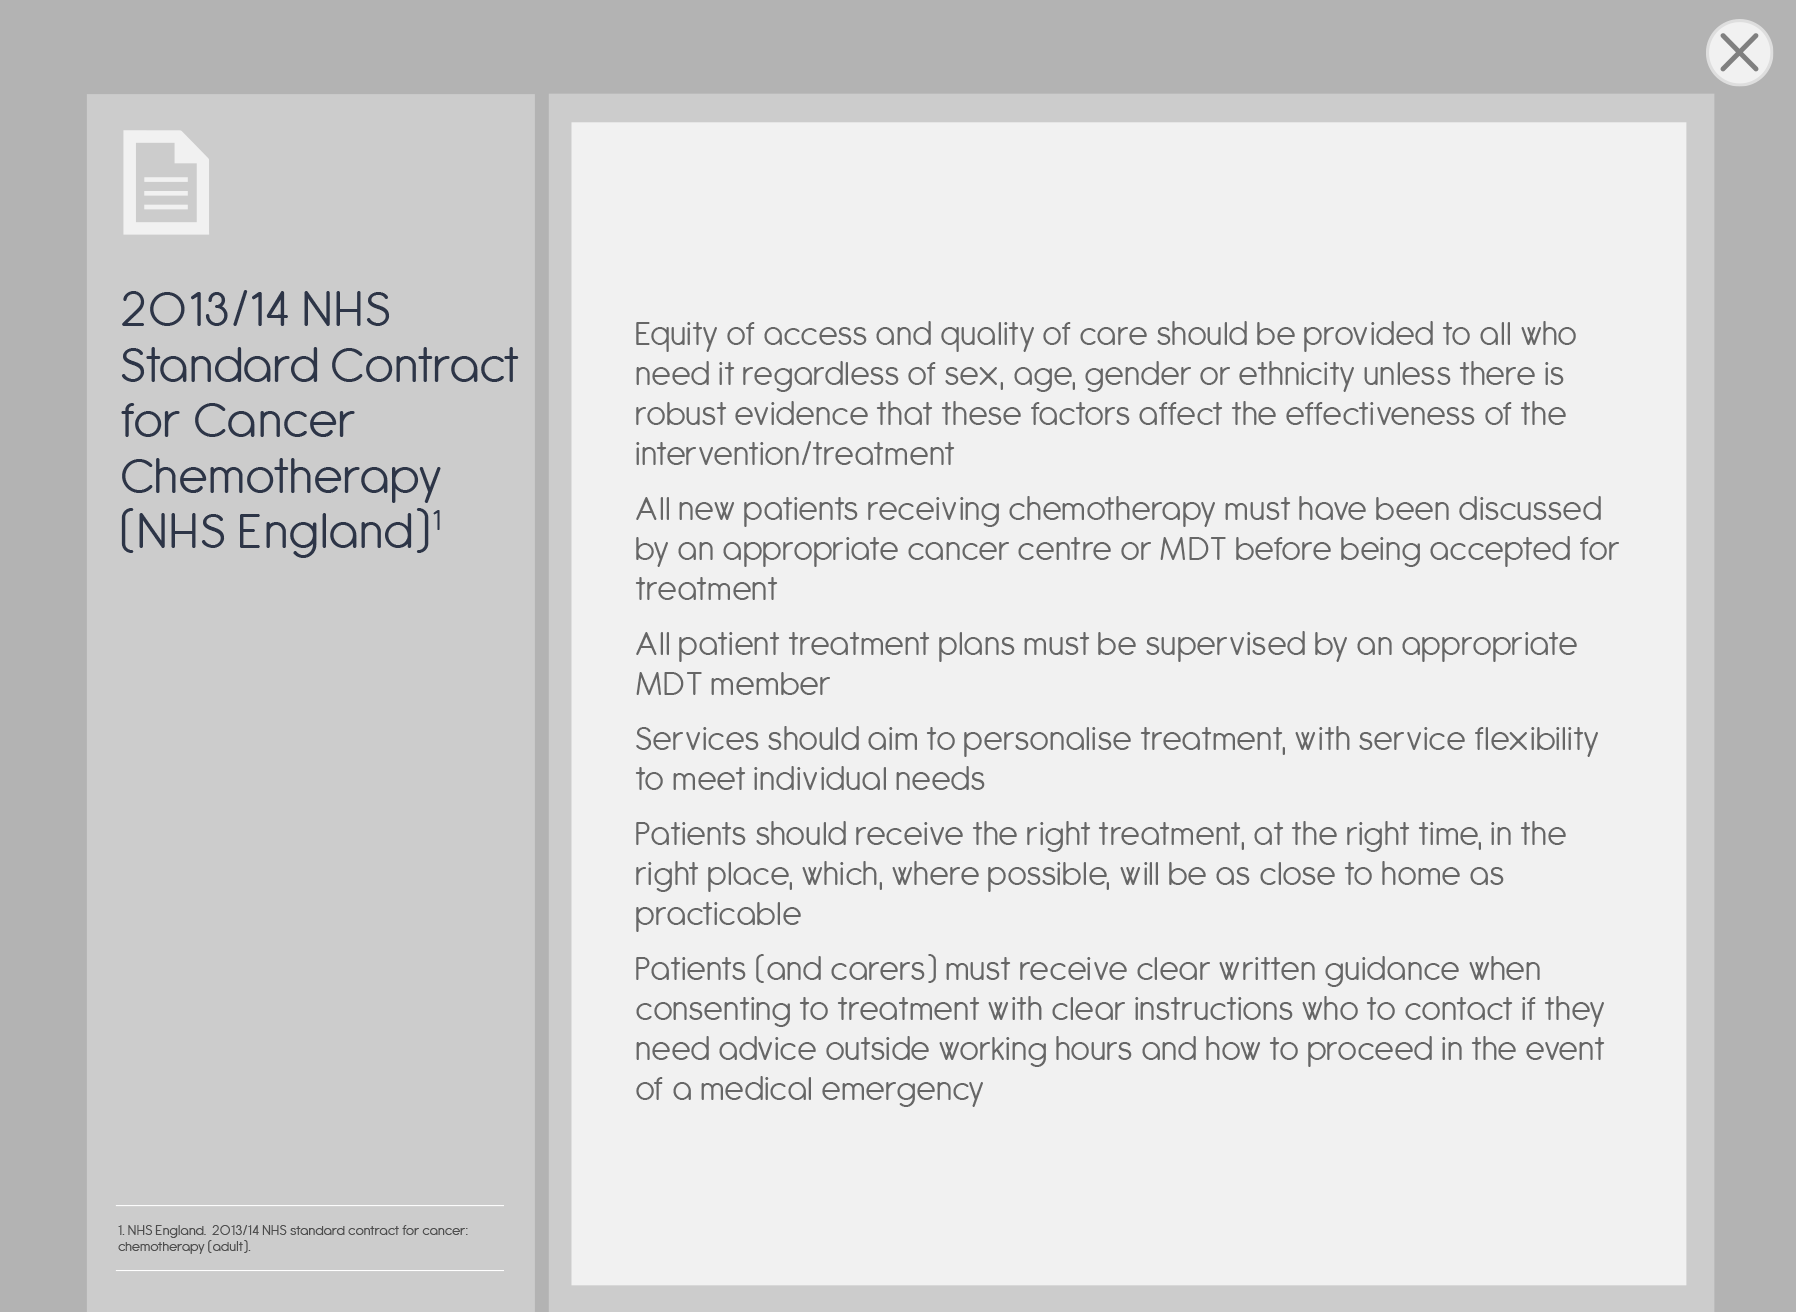 2013/14 NHS
Standard Contract
for Cancer
Chemotherapy
(NHS England)¹
1. NHS England. 2013/14 NHS standard contract for cancer:
chemotherapy (adult).
Equity of access and quality of care should be provided to all who
need it regardless of sex, age, gender or ethnicity unless there is
robust evidence that these factors affect the effectiveness of the
intervention/treatment
All new patients receiving chemotherapy must have been discussed
by an appropriate cancer centre or MDT before being accepted for
treatment
All patient treatment plans must be supervised by an appropriate
MDT member
Services should aim to personalise treatment, with service flexibility
to meet individual needs
Patients should receive the right treatment, at the right time, in the
right place, which, where possible, will be as close to home as
practicable
Patients (and carers) must receive clear written guidance when
consenting to treatment with clear instructions who to contact if they
need advice outside working hours and how to proceed in the event
of a medical emergency